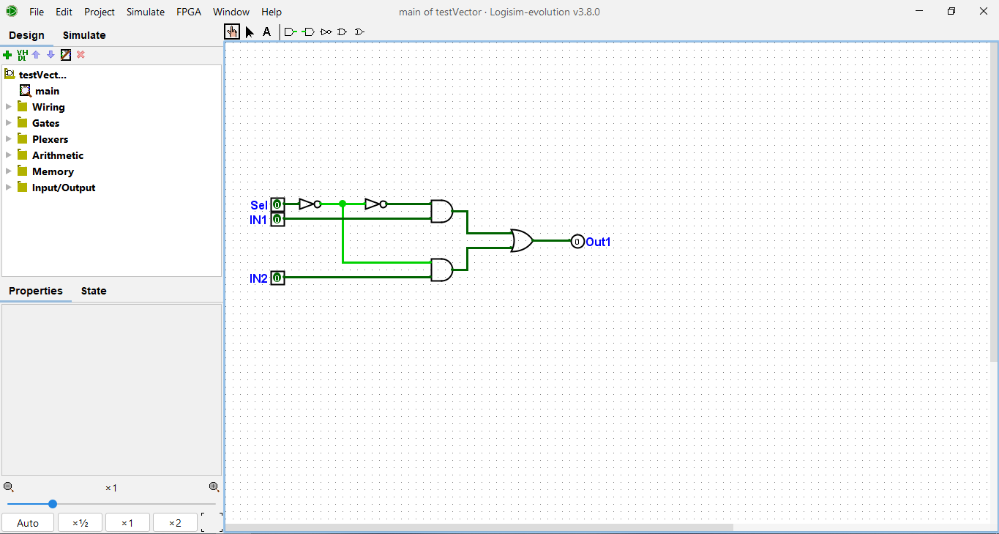 File Edit Project Simulate FPGA Window Help main of testVector · Logisim-evolution v3.8.0
Design Simulate
A
VH
DL
testVect...
main
Wiring
Gates
Plexers
Arithmetic
Memory
Input/Output
Sel 0
IN1 0
0 Out1
IN2 0
Properties State
×1
Auto ×½ ×1 ×2